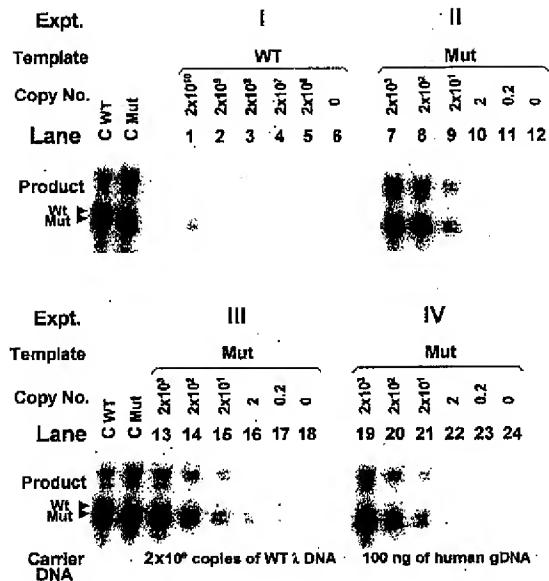 Expt. I II
Template WT Mut
Copy No. C WT C Mut 2x10¹⁰ 2x10⁹ 2x10⁸ 2x10⁷ 2x10⁶ 0 2x10³ 2x10² 2x10¹ 2 0.2 0
Lane 1 2 3 4 5 6 7 8 9 10 11 12
Product
Wt
Mut
Expt. III IV
Template Mut Mut
Copy No. C WT C Mut 2x10³ 2x10² 2x10¹ 2 0.2 0 2x10³ 2x10² 2x10¹ 2 0.2 0
Lane 13 14 15 16 17 18 19 20 21 22 23 24
Product
Wt
Mut
Carrier DNA 2x10⁶ copies of WT λ DNA 100 ng of human gDNA